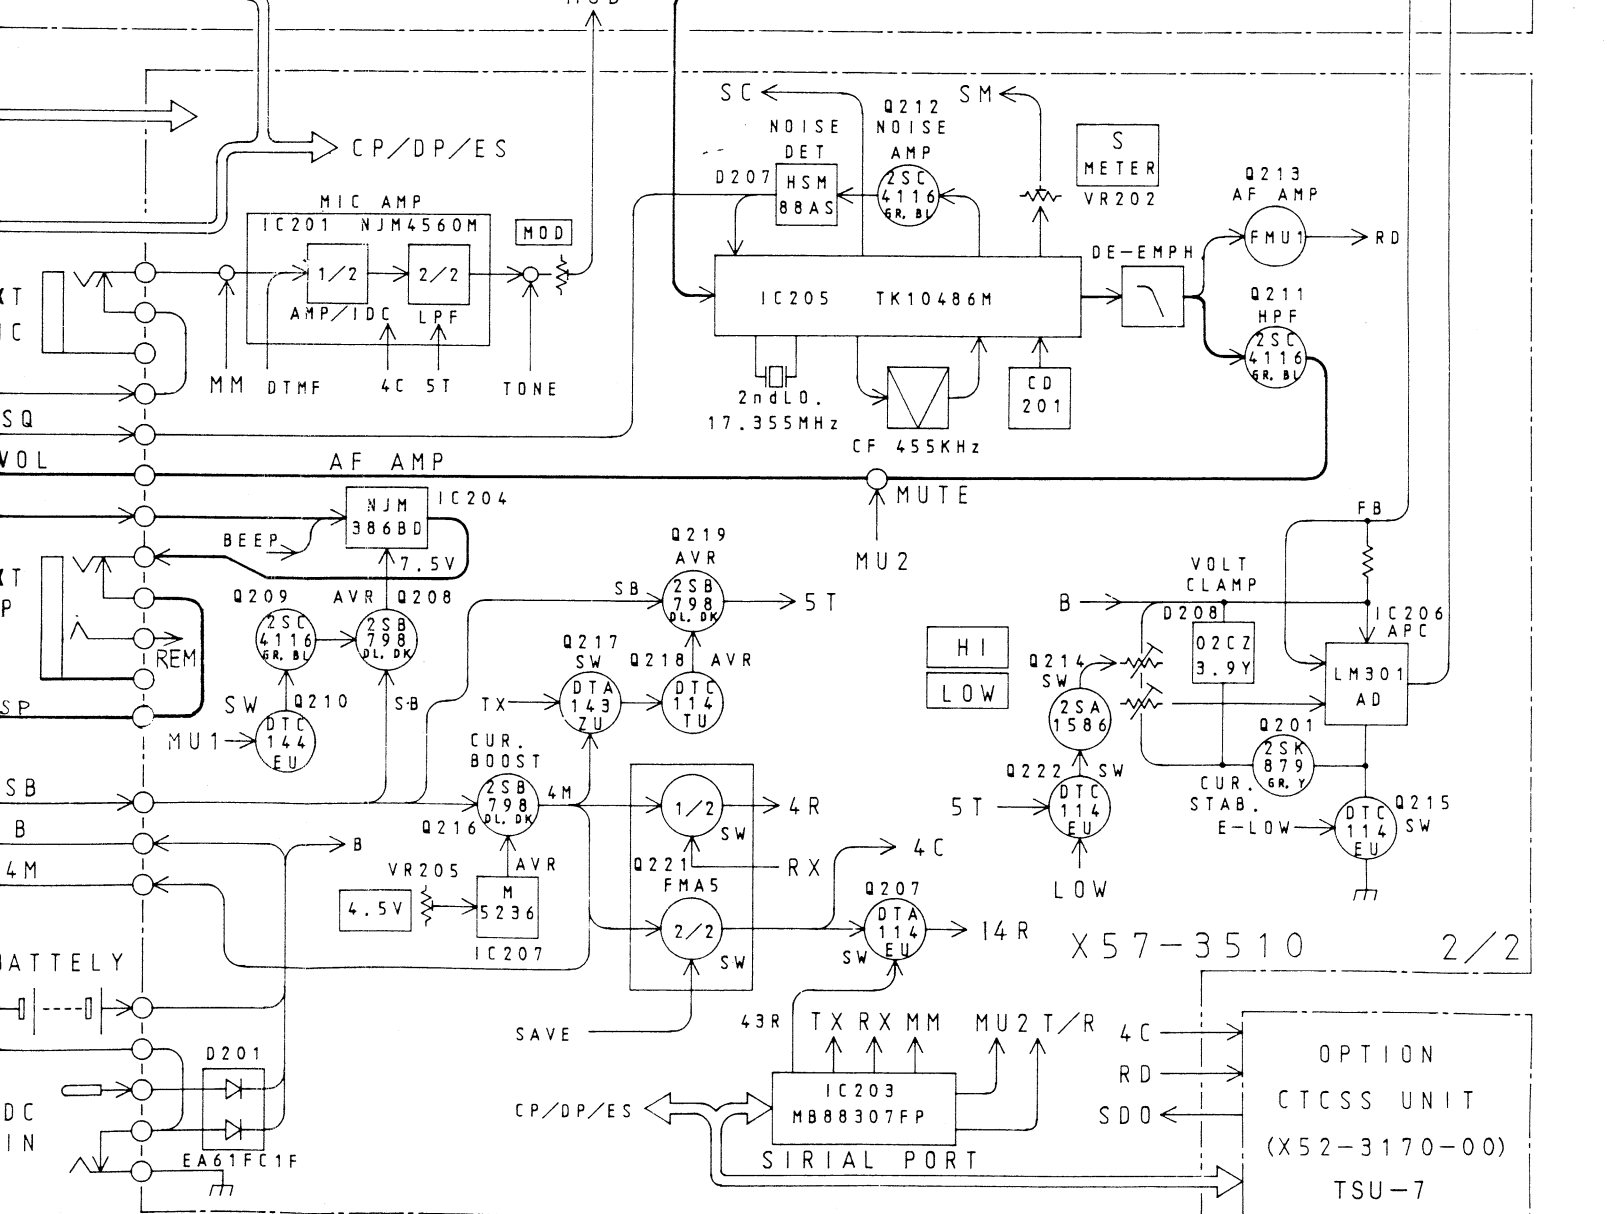 SC
SM
Q212
NOISE
DET
NOISE
AMP
D207
HSM
88AS
2SC
4116
GR, BL
S
METER
VR202
Q213
AF AMP
FMU1
RD
CP/DP/ES
MIC AMP
IC201 NJM4560M
1/2
2/2
AMP/IDC
LPF
MOD
MM
DTMF
4C
5T
TONE
IC205 TK10486M
DE-EMPH
Q211
HPF
2SC
4116
GR, BL
2ndLO.
17.355MHz
CF 455KHz
CD
201
SQ
VOL
AF AMP
MUTE
MU2
NJM
386BD
IC204
BEEP
7.5V
Q209
2SC
4116
GR, BL
AVR
Q208
2SB
798
DL, DK
REM
SP
SW
Q210
MU1
DTC
144
EU
SB
Q219
AVR
SB
2SB
798
DL, DK
5T
Q217
SW
DTA
143
ZU
TX
Q218
AVR
DTC
114
TU
CUR.
BOOST
2SB
798
DL, DK
Q216
4M
1/2
SW
4R
Q221
FMA5
RX
2/2
SW
4C
Q207
DTA
114
EU
SW
14R
SB
B
4M
B
VR205
4.5V
AVR
M
5236
IC207
SAVE
43R
TX
RX
MM
MU2
T/R
IC203
MB88307FP
SIRIAL PORT
CP/DP/ES
D201
EA61FC1F
DC
IN
FB
VOLT
CLAMP
B
D208
02CZ
3.9Y
IC206
APC
LM301
AD
HI
LOW
Q214
SW
2SA
1586
Q222
SW
5T
DTC
114
EU
LOW
Q201
2SK
879
GR, Y
CUR.
STAB.
E-LOW
DTC
114
EU
Q215
SW
X57-3510 2/2
4C
RD
SDO
OPTION
CTCSS UNIT
(X52-3170-00)
TSU-7